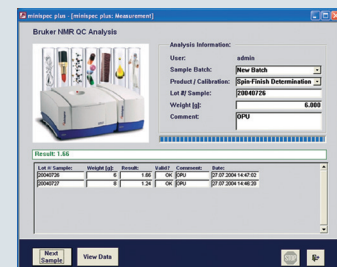 minispec plus - [minispec plus: Measurement]
Bruker NMR QC Analysis
Analysis Information:
User: admin
Sample Batch: New Batch
Product / Calibration: Spin-Finish Determination
Lot #/ Sample: 20040726
Weight [g]: 6.000
Comment: OPU
Result: 1.66
Lot #/ Sample: Weight [g]: Result: Valid? Comment: Date:
20040726 6 1.66 OK OPU 27.07.2004 14:47:02
20040727 8 1.24 OK OPU 27.07.2004 14:46:20
Next Sample
View Data